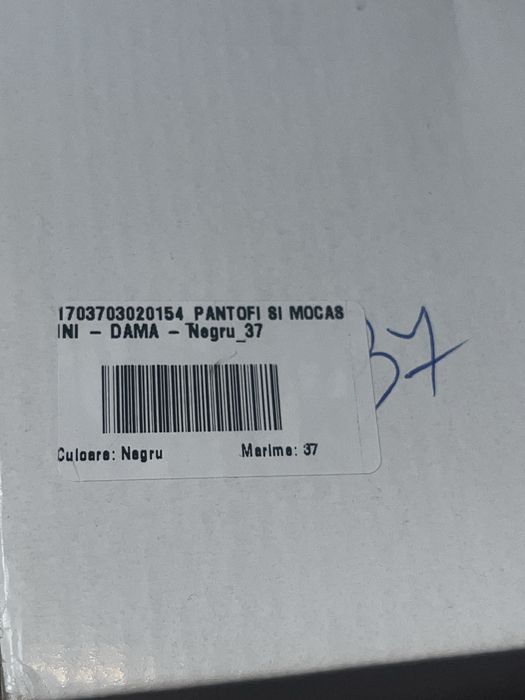 1703703020154 PANTOFI SI MOCAS
INI - DAMA - Negru_37
37
Culoare: Negru Marime: 37